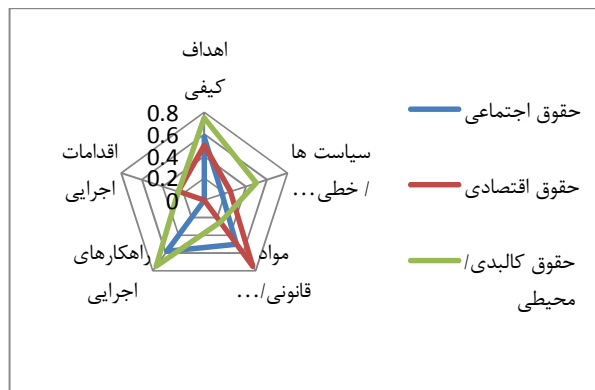 اهداف
کیفی
سیاست ها
/ خطی...
مواد
قانونی/...
راهکارهای
اجرایی
اقدامات
اجرایی
0.8
0.6
0.4
0.2
0
حقوق اجتماعی
حقوق اقتصادی
حقوق کالبدی/
محیطی